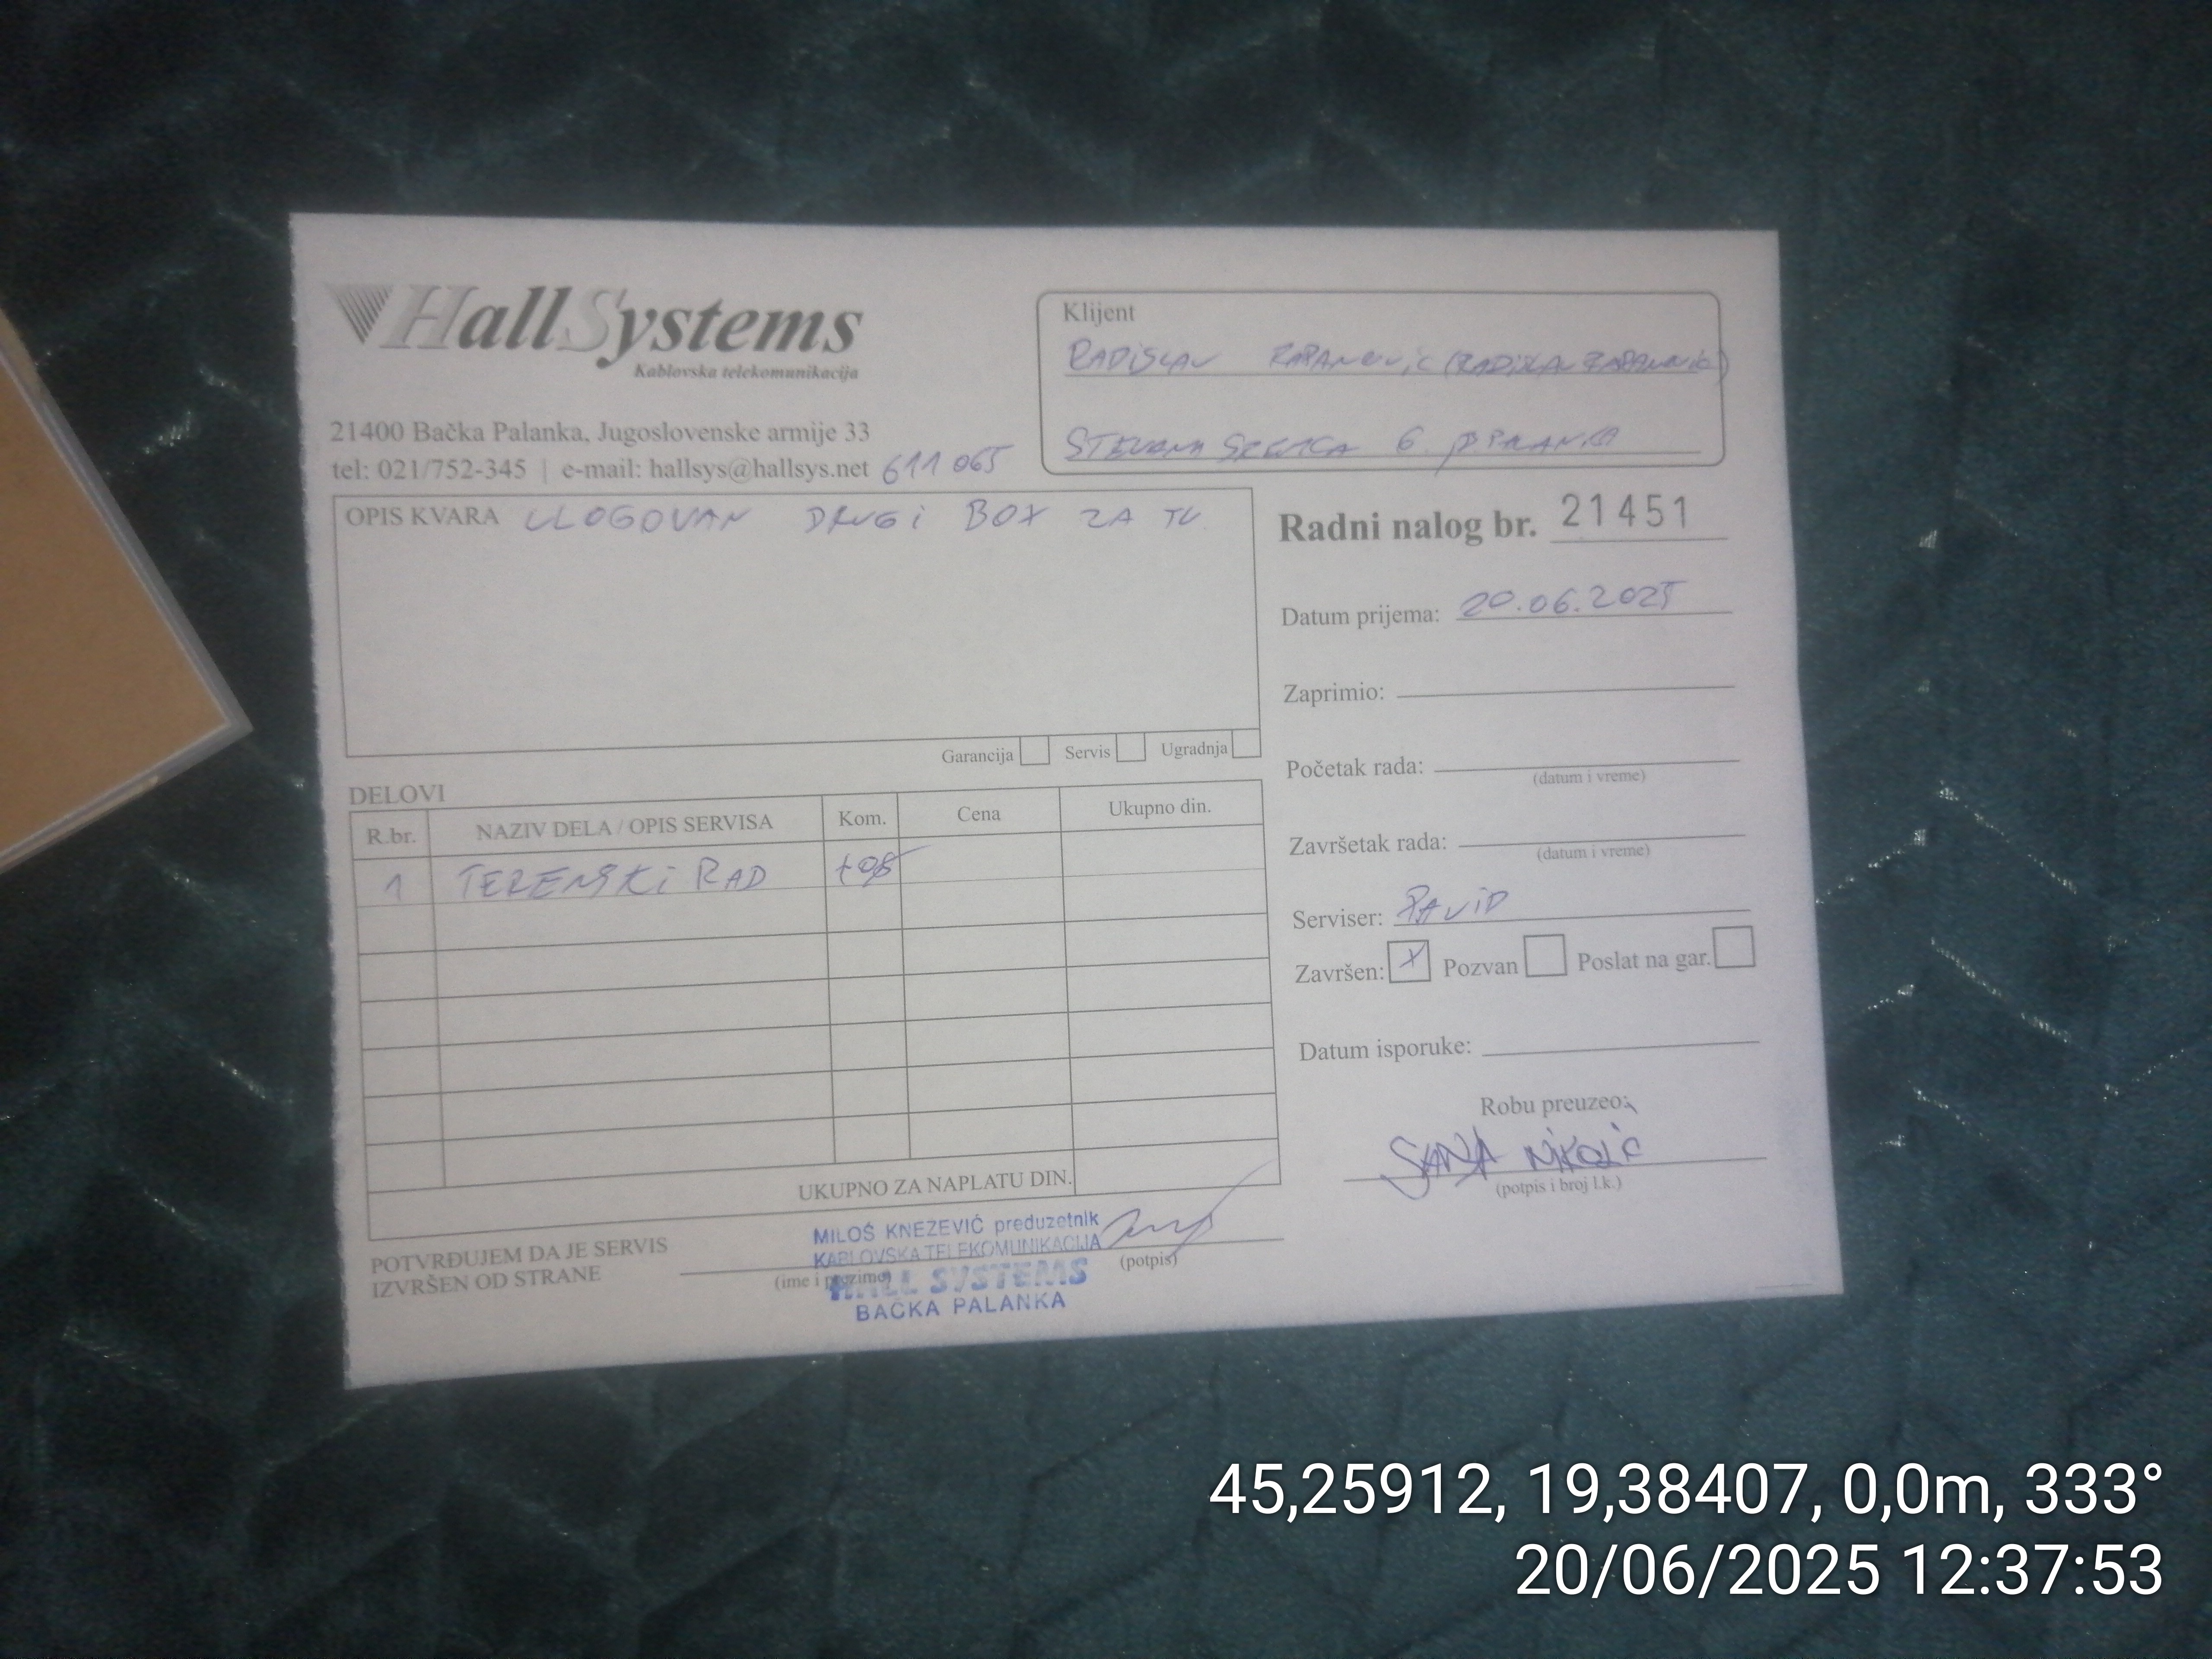 HallSystems
Kablovska telekomunikacija
21400 Bačka Palanka, Jugoslovenske armije 33
tel: 021/752-345 | e-mail: hallsys@hallsys.net 611 065
Klijent
RADISLAV
STEVANA SREMCA 6 PALANKA
OPIS KVARA ULOGOVAN DRUGI BOX ZA TV
Garancija Servis Ugradnja
Radni nalog br. 21451
Datum prijema: 20.06.2025
Zaprimio:
Početak rada:
(datum i vreme)
Završetak rada:
(datum i vreme)
Serviser: DAVID
Završen: X Pozvan Poslat na gar.
Datum isporuke:
Robu preuzeo:
SANJA NIKOLIĆ
(potpis i broj l.k.)
DELOVI
R.br. NAZIV DELA / OPIS SERVISA Kom. Cena Ukupno din.
1 TERENSKI RAD
UKUPNO ZA NAPLATU DIN.
POTVRĐUJEM DA JE SERVIS
IZVRŠEN OD STRANE
(ime i prezime)
(potpis)
MILOŠ KNEŽEVIĆ preduzetnik
KABLOVSKA TELEKOMUNIKACIJA
HALL SYSTEMS
BAČKA PALANKA
45,25912, 19,38407, 0,0m, 333°
20/06/2025 12:37:53